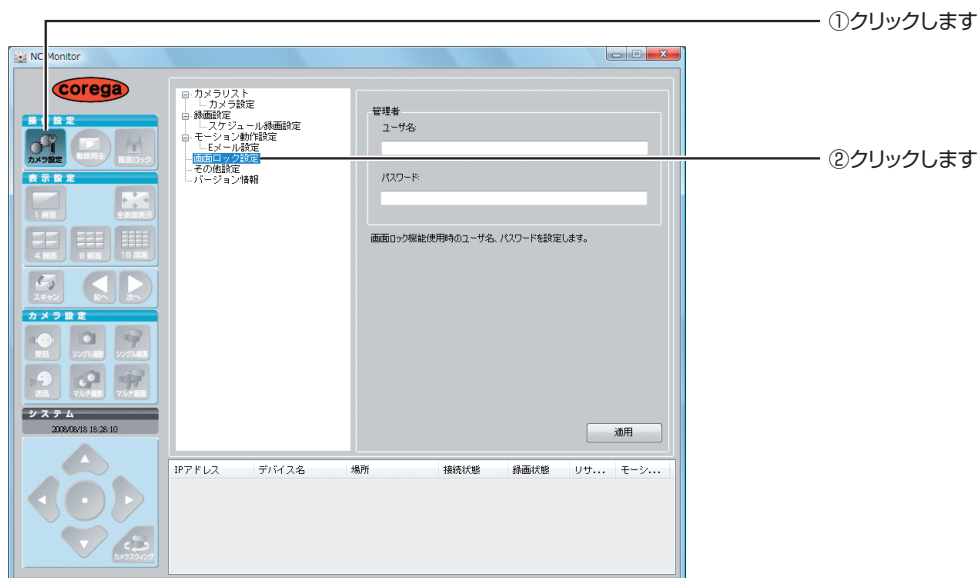 ①クリックします
NC Monitor
corega
操作設定
カメラ設定
動画再生
画面ロック
表示設定
1 画面
全画面表示
4 画面
9 画面
16 画面
スキャン
前へ
次へ
カメラ設定
受話
シングル撮影
シングル録画
送話
マルチ撮影
マルチ録画
システム
2008/08/18 18:28:10
カメラスウィング
カメラリスト
カメラ設定
録画設定
スケジュール録画設定
モーション動作設定
Eメール設定
画面ロック設定
その他設定
バージョン情報
管理者
ユーザ名:
パスワード:
画面ロック機能使用時のユーザ名、パスワードを設定します。
②クリックします
適用
IPアドレス デバイス名 場所 接続状態 録画状態 リサ... モーシ...